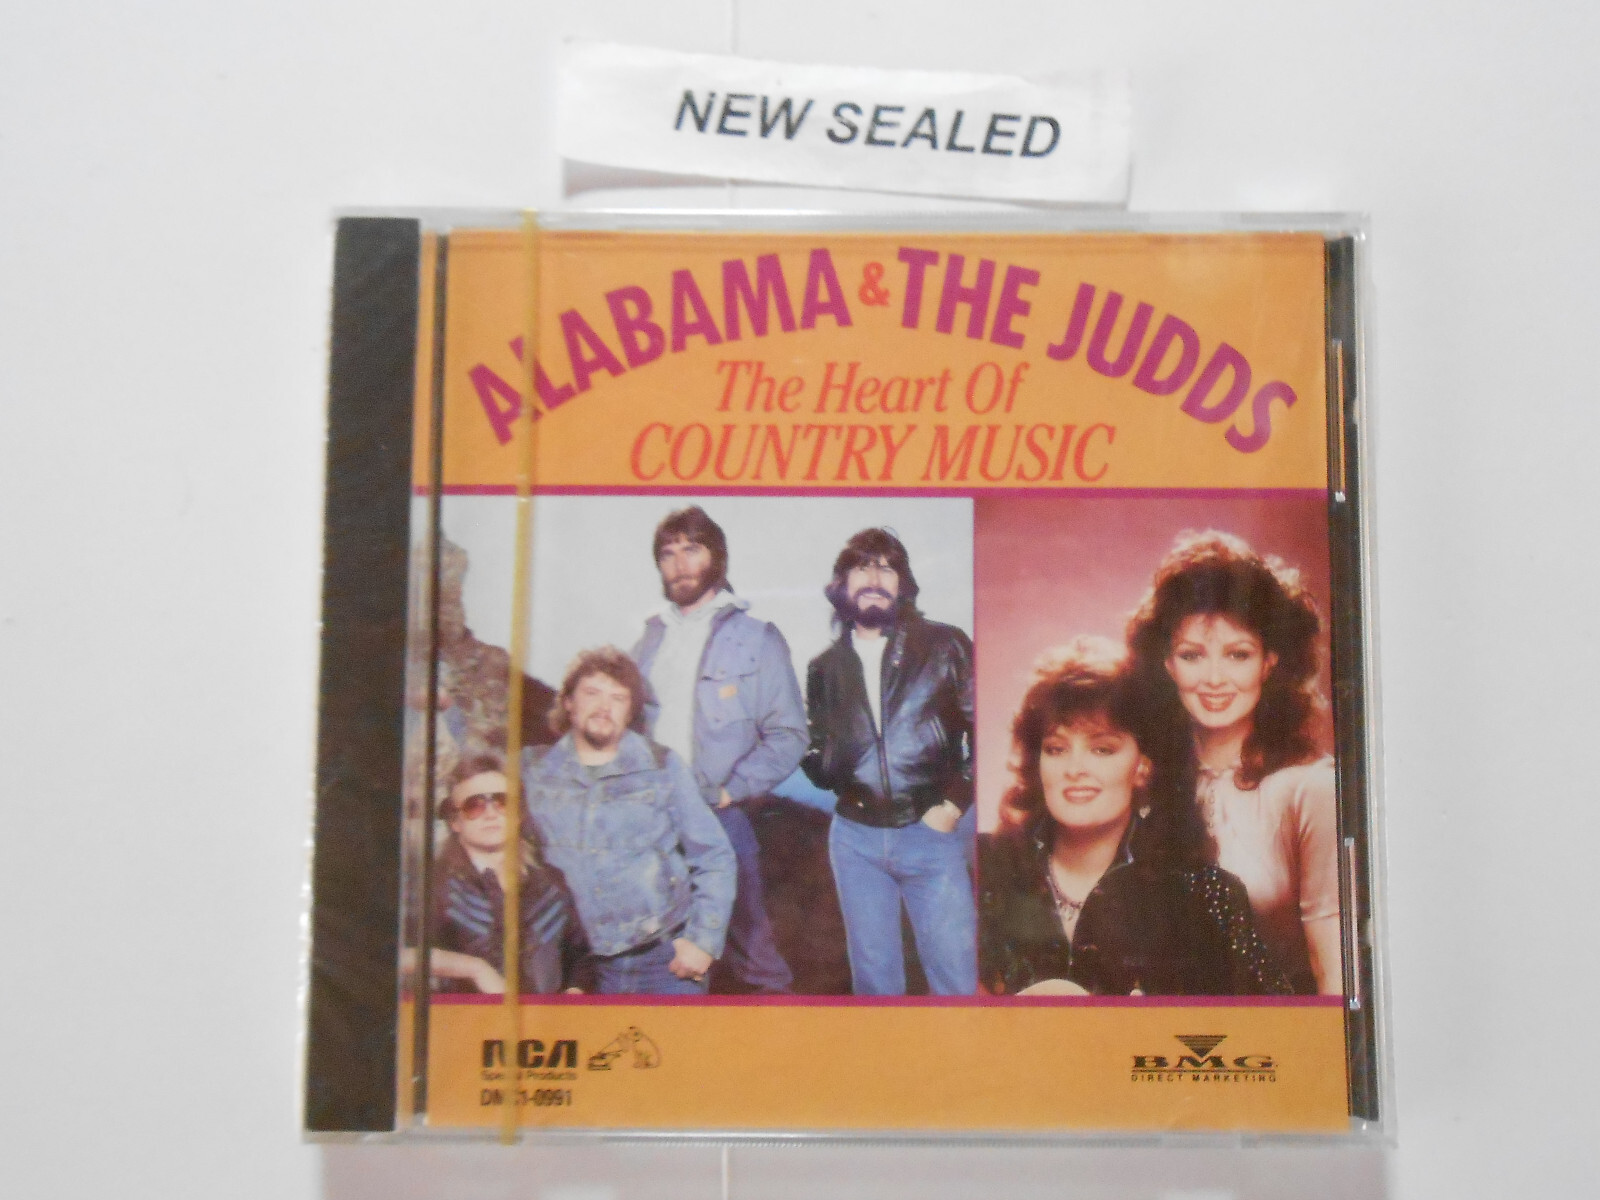 NEW SEALED
ALABAMA & THE JUDDS
The Heart Of
COUNTRY MUSIC
RCA
Special Products
BMG
DIRECT MARKETING